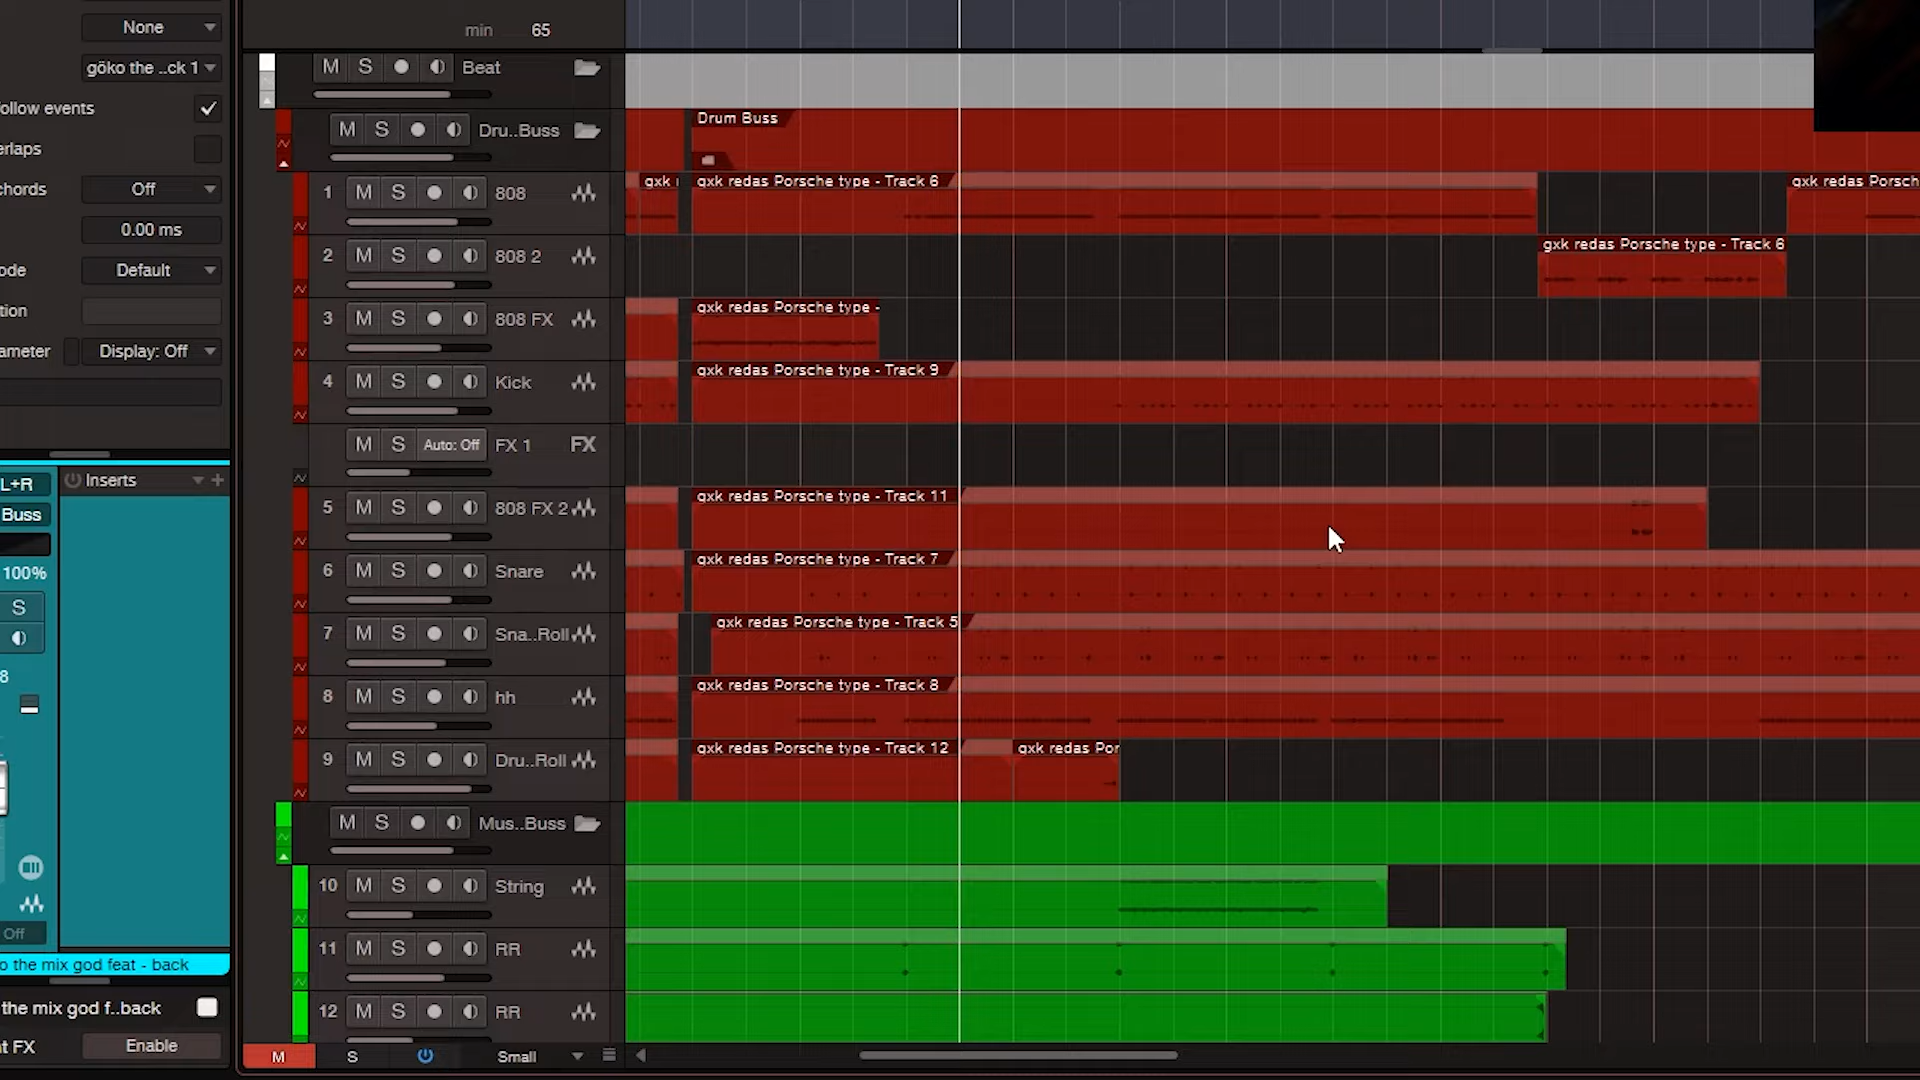 None
göko the ..ck 1
ollow events
erlaps
chords
Off
0.00 ms
ode
Default
tion
ameter
Display: Off
L+R
Inserts
Buss
100%
S
8
Off
o the mix god feat - back
the mix god f..back
t FX
Enable
min
65
M S Beat
M S Dru..Buss
1 M S 808
2 M S 808 2
3 M S 808 FX
4 M S Kick
M S Auto: Off FX 1 FX
5 M S 808 FX 2
6 M S Snare
7 M S Sna..Roll
8 M S hh
9 M S Dru..Roll
M S Mus..Buss
10 M S String
11 M S RR
12 M S RR
M S Small
Drum Buss
gxk r
gxk redas Porsche type - Track 6
gxk redas Porsch
gxk redas Porsche type - Track 6
gxk redas Porsche type -
gxk redas Porsche type - Track 9
gxk redas Porsche type - Track 11
gxk redas Porsche type - Track 7
gxk redas Porsche type - Track 5
gxk redas Porsche type - Track 8
gxk redas Porsche type - Track 12
gxk redas Por